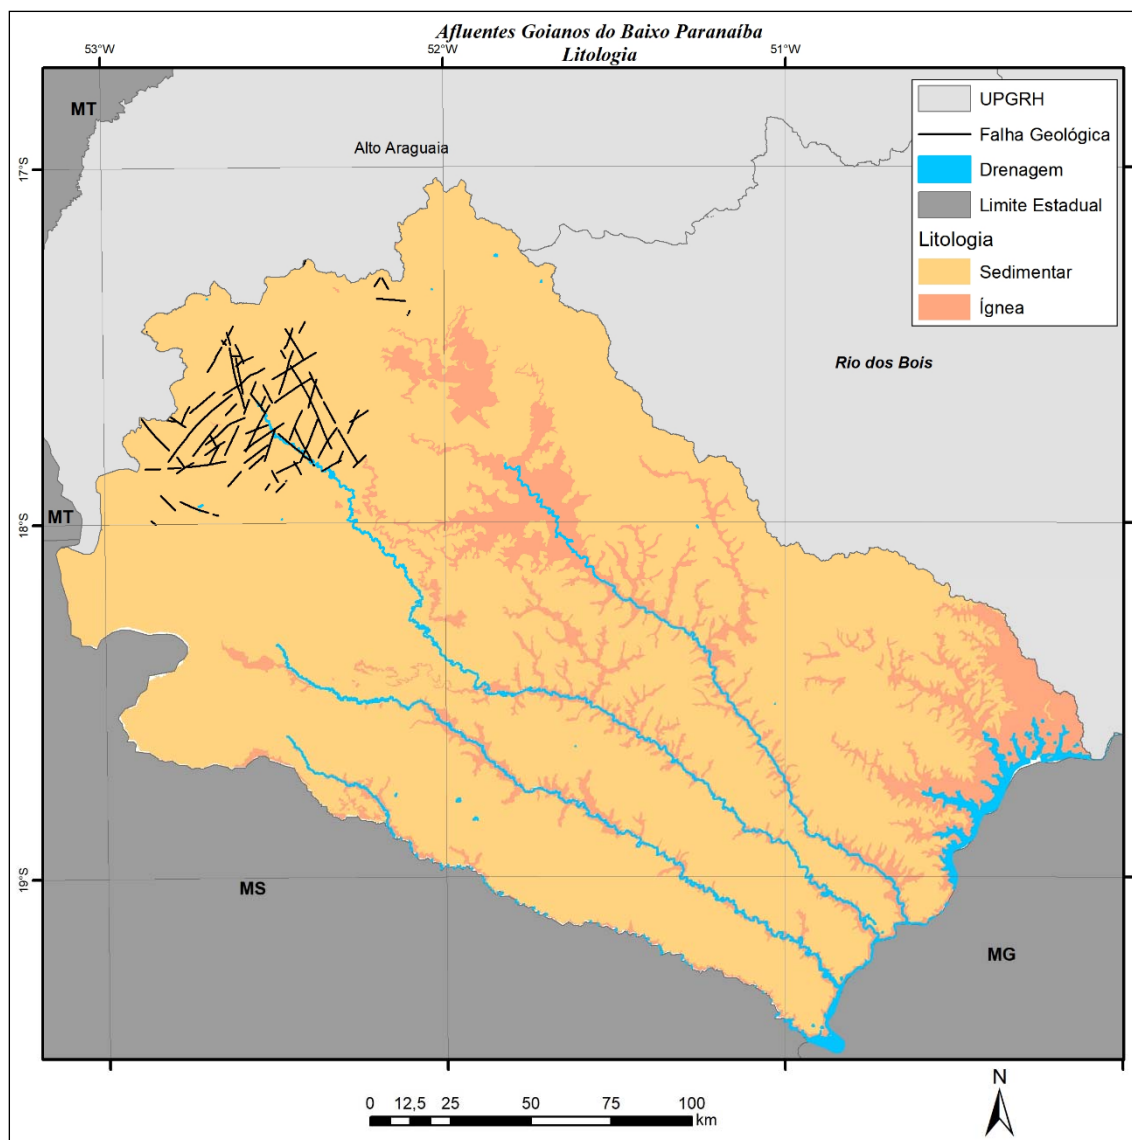 Afluentes Goianos do Baixo Paranaíba
Litologia
53°W
52°W
51°W
MT
UPGRH
Falha Geológica
Drenagem
Limite Estadual
Litologia
Sedimentar
Ígnea
Alto Araguaia
17°S
Rio dos Bois
MT
18°S
19°S
MS
MG
N
0 12,5 25 50 75 100
km